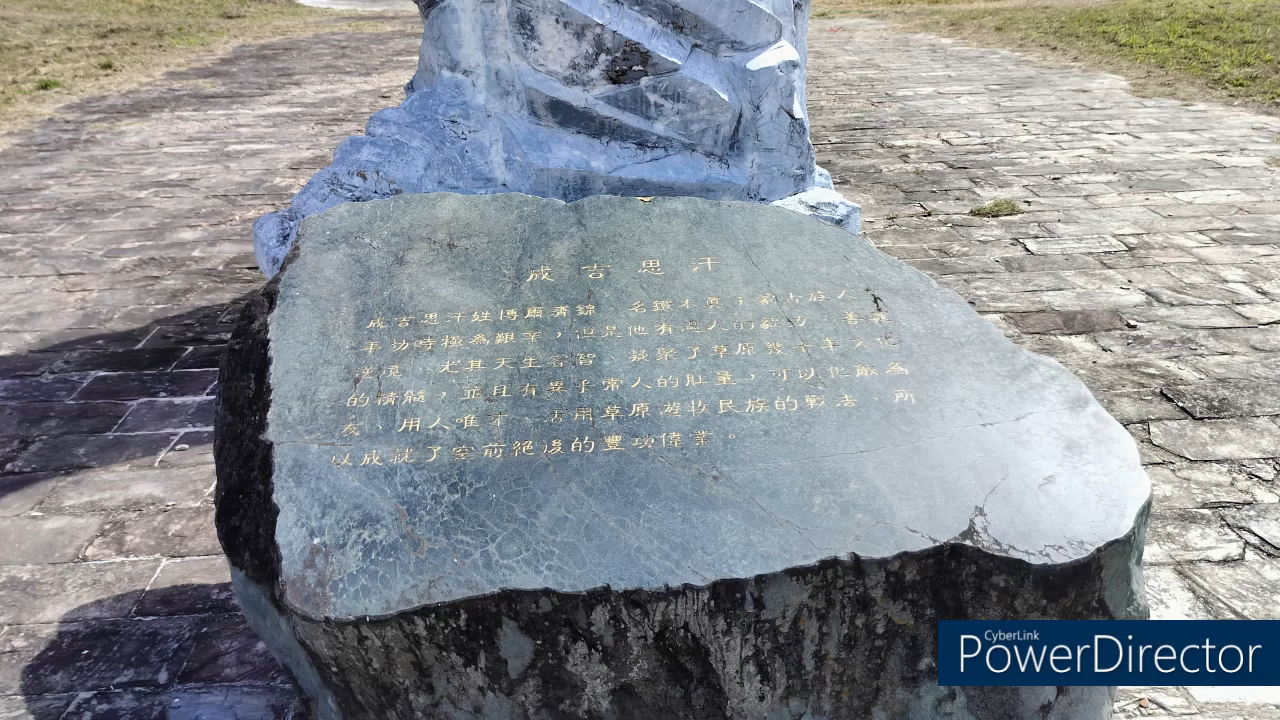 成吉思汗
成吉思汗姓博爾濟錦 名鐵木真，蒙古族人
年幼時極為艱辛，但是他有過人的毅力 善
逆境、尤其天生睿智、凝聚了草原幾千年文化
的精髓，並且有異于常人的肚量，可以化敵為
友、用人唯才、活用草原遊牧民族的戰法、所
以成就了空前絕後的豐功偉業。
CyberLink
PowerDirector